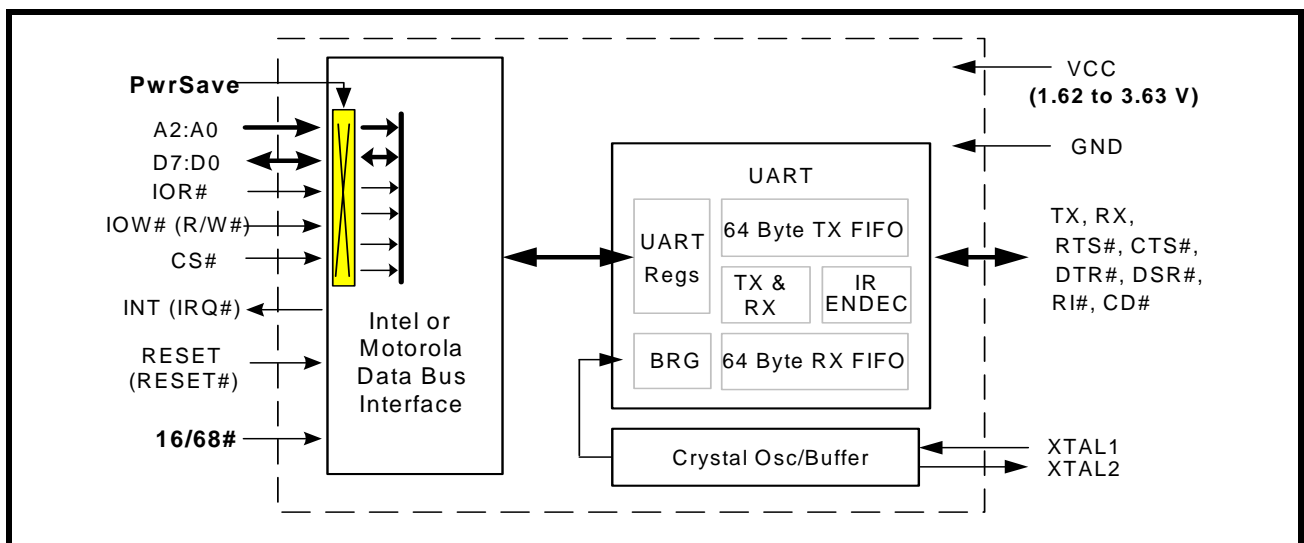 PwrSave
A2:A0
D7:D0
IOR#
IOW# (R/W#)
CS#
INT (IRQ#)
RESET
(RESET#)
16/68#
Intel or
Motorola
Data Bus
Interface
UART
UART
Regs
64 Byte TX FIFO
TX &
RX
IR
ENDEC
BRG
64 Byte RX FIFO
Crystal Osc/Buffer
VCC
(1.62 to 3.63 V)
GND
TX, RX,
RTS#, CTS#,
DTR#, DSR#,
RI#, CD#
XTAL1
XTAL2